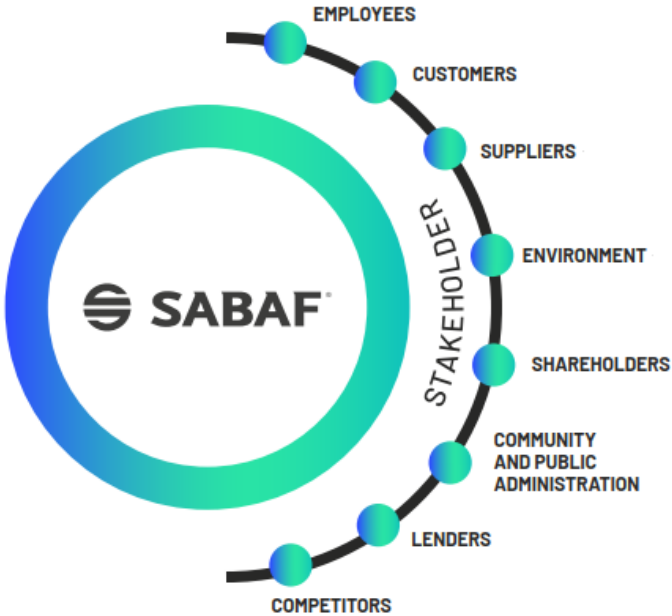 EMPLOYEES
CUSTOMERS
SUPPLIERS
ENVIRONMENT
STAKEHOLDER
SABAF
SHAREHOLDERS
COMMUNITY
AND PUBLIC
ADMINISTRATION
LENDERS
COMPETITORS